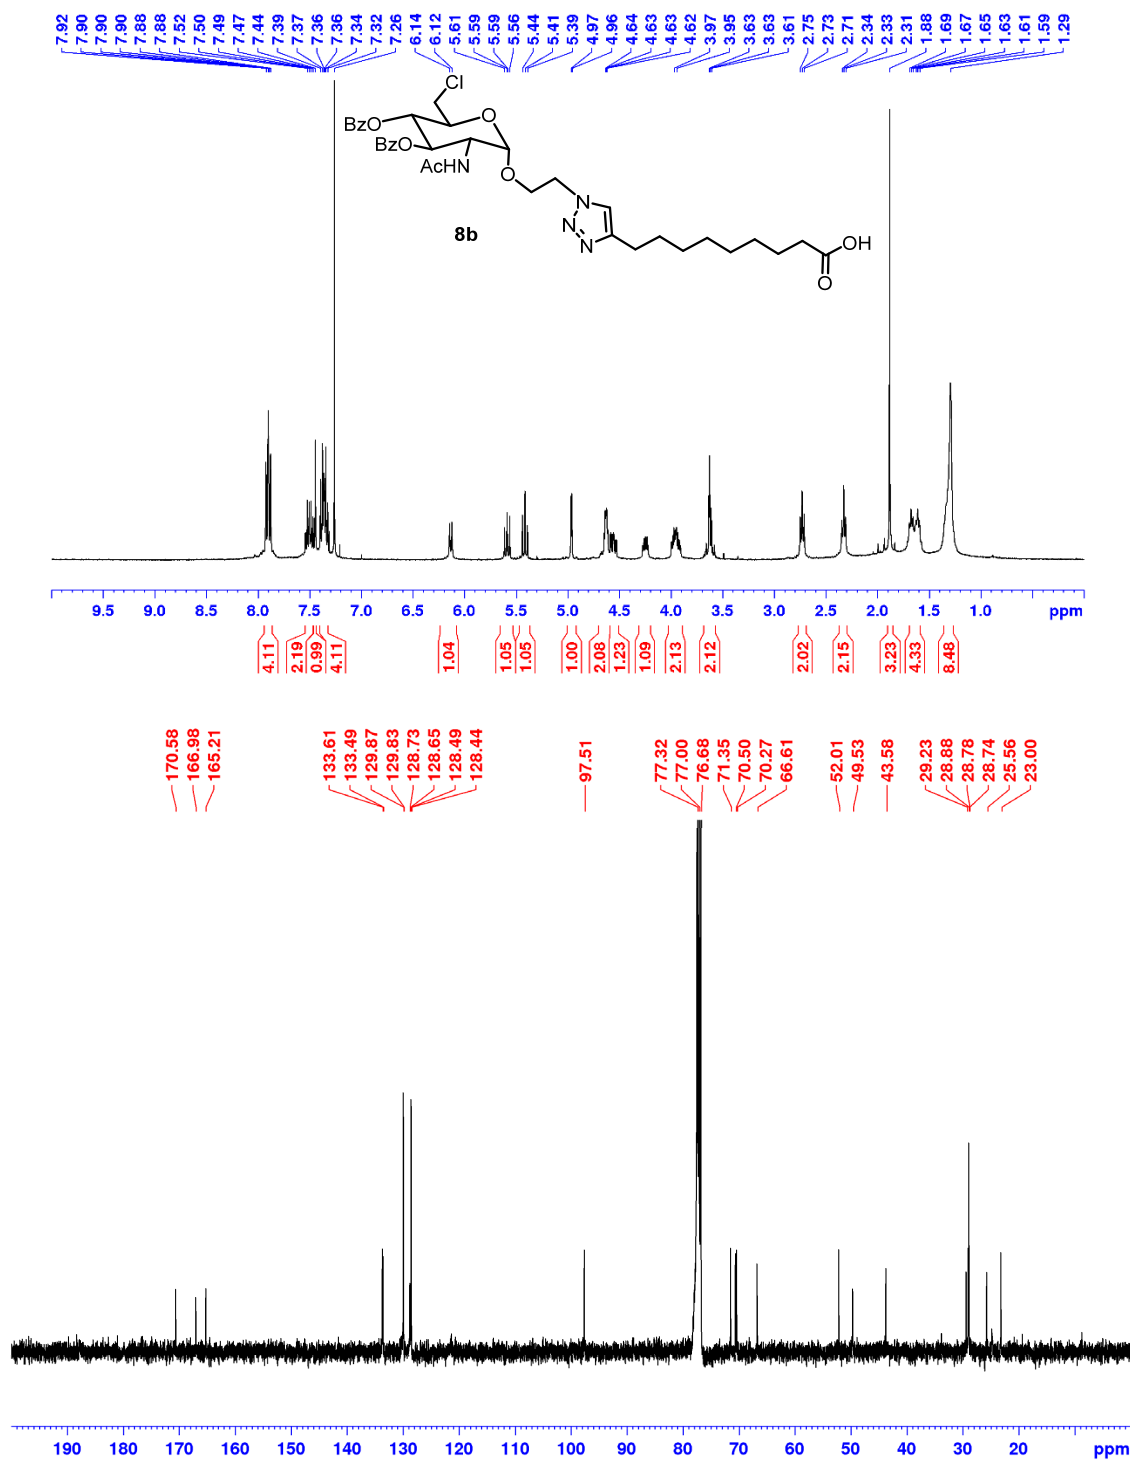 7.92 7.90 7.90 7.90 7.88 7.88 7.52 7.50 7.49 7.47 7.44 7.39 7.37 7.36 7.36 7.34 7.32 7.26 6.14 6.12 5.61 5.59 5.59 5.56 5.44 5.41 5.39 4.97 4.96 4.64 4.63 4.63 4.62 3.97 3.95 3.63 3.63 3.61 2.75 2.73 2.71 2.34 2.33 2.31 1.88 1.69 1.67 1.65 1.63 1.61 1.59 1.29
Cl
O
BzO
BzO
AcHN
O
N
N
N
8b
OH
O
9.5 9.0 8.5 8.0 7.5 7.0 6.5 6.0 5.5 5.0 4.5 4.0 3.5 3.0 2.5 2.0 1.5 1.0 ppm
4.11 2.19 0.99 4.11 1.04 1.05 1.05 1.00 2.08 1.23 1.09 2.13 2.12 2.02 2.15 3.23 4.33 8.48
170.58 166.98 165.21 133.61 133.49 129.87 129.83 128.73 128.65 128.49 128.44 97.51 77.32 77.00 76.68 71.35 70.50 70.27 66.61 52.01 49.53 43.58 29.23 28.88 28.78 28.74 25.56 23.00
190 180 170 160 150 140 130 120 110 100 90 80 70 60 50 40 30 20 ppm